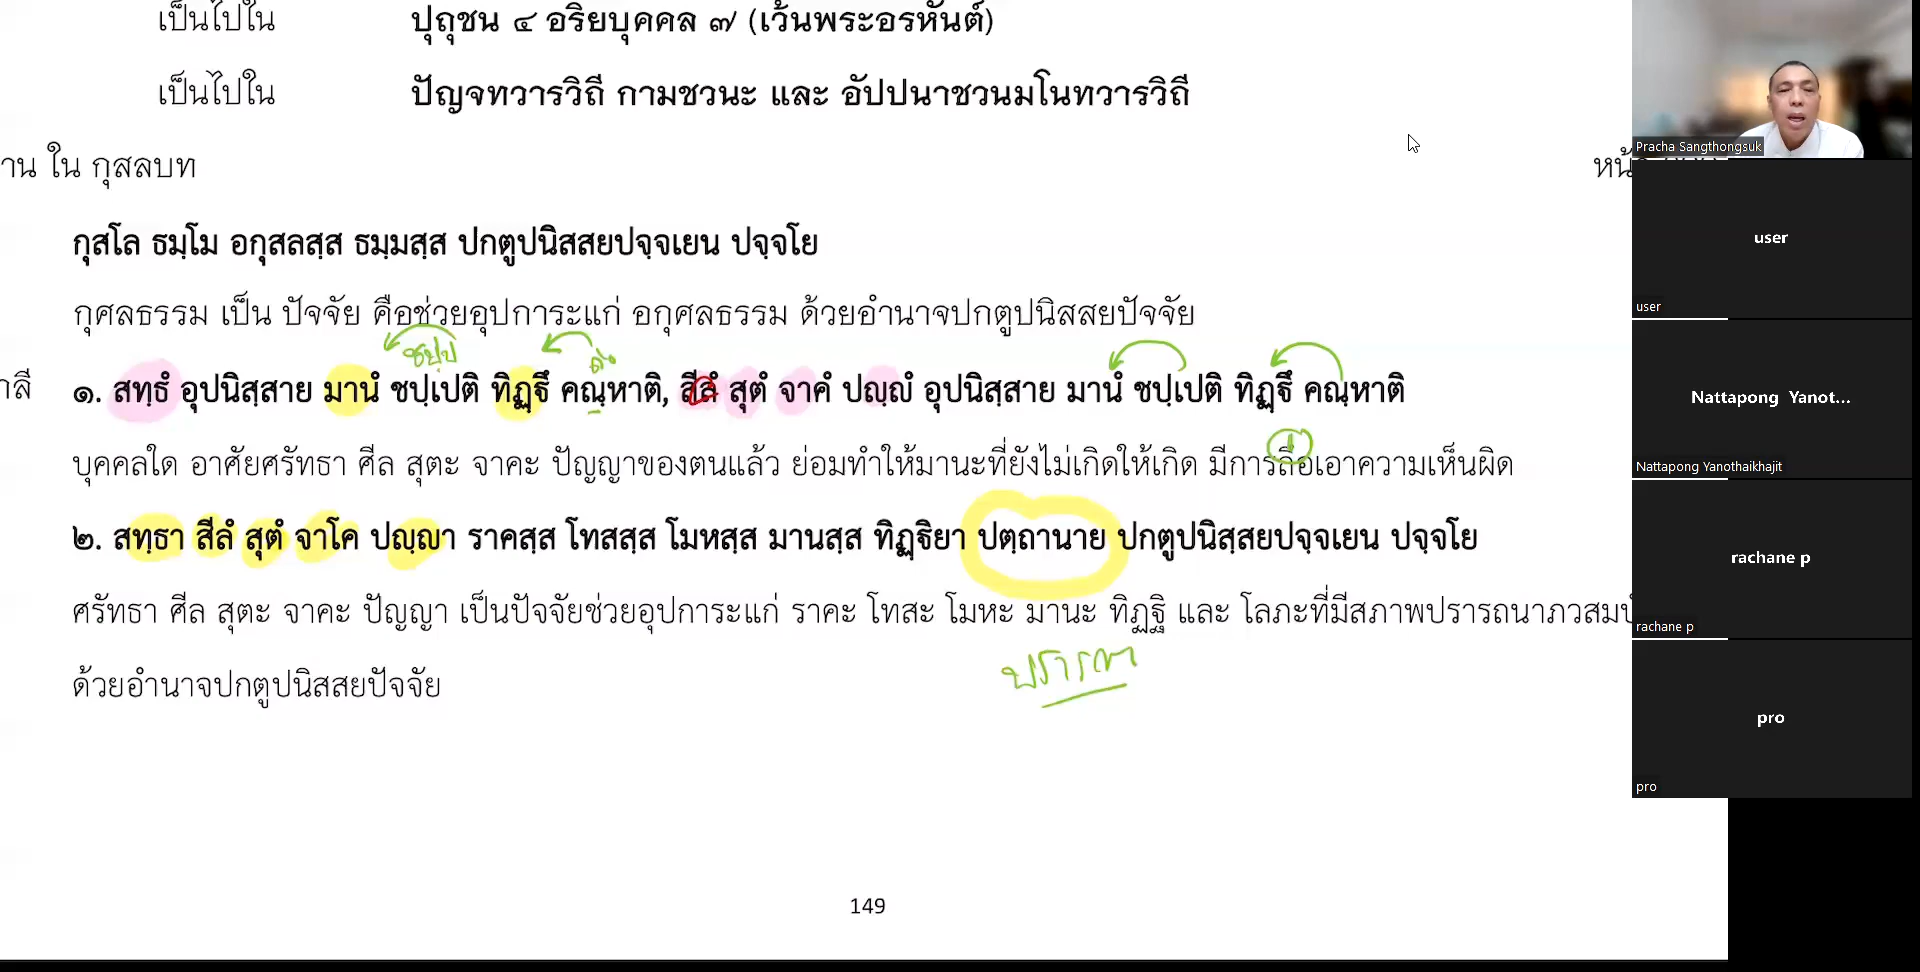 เป็นไปใน ปุถุชน ๔ อริยบุคคล ๗ (เว้นพระอรหันต์)
เป็นไปใน ปัญจทวารวิถี กามชวนะ และ อัปปนาชวนมโนทวารวิถี
าน ใน กุสลบท
กุสโล ธมฺโม อกุสลสฺส ธมฺมสฺส ปกตูปนิสสยปจฺจเยน ปจฺจโย
กุศลธรรม เป็น ปัจจัย คือช่วยอุปการะแก่ อกุศลธรรม ด้วยอำนาจปกตูปนิสสยปัจจัย
ชปฺป
าลี ๑. สทฺธํ อุปนิสฺสาย มานํ ชปฺเปติ ทิฏฺฐึ คณฺหาติ, สีลํ สุตํ จาคํ ปญฺญํ อุปนิสฺสาย มานํ ชปฺเปติ ทิฏฺฐึ คณฺหาติ
บุคคลใด อาศัยศรัทธา ศีล สุตะ จาคะ ปัญญาของตนแล้ว ย่อมทำให้มานะที่ยังไม่เกิดให้เกิด มีการถือเอาความเห็นผิด
๒. สทฺธา สีลํ สุตํ จาโค ปญฺญา ราคสฺส โทสสฺส โมหสฺส มานสฺส ทิฏฺฐิยา ปตฺถานาย ปกตูปนิสฺสยปจฺจเยน ปจฺจโย
ศรัทธา ศีล สุตะ จาคะ ปัญญา เป็นปัจจัยช่วยอุปการะแก่ ราคะ โทสะ โมหะ มานะ ทิฏฐิ และ โลภะที่มีสภาพปรารถนาภวสม
ด้วยอำนาจปกตูปนิสสยปัจจัย
149
Pracha Sangthongsuk
user
user
Nattapong Yanot...
Nattapong Yanothaikhajit
rachane p
rachane p
pro
pro